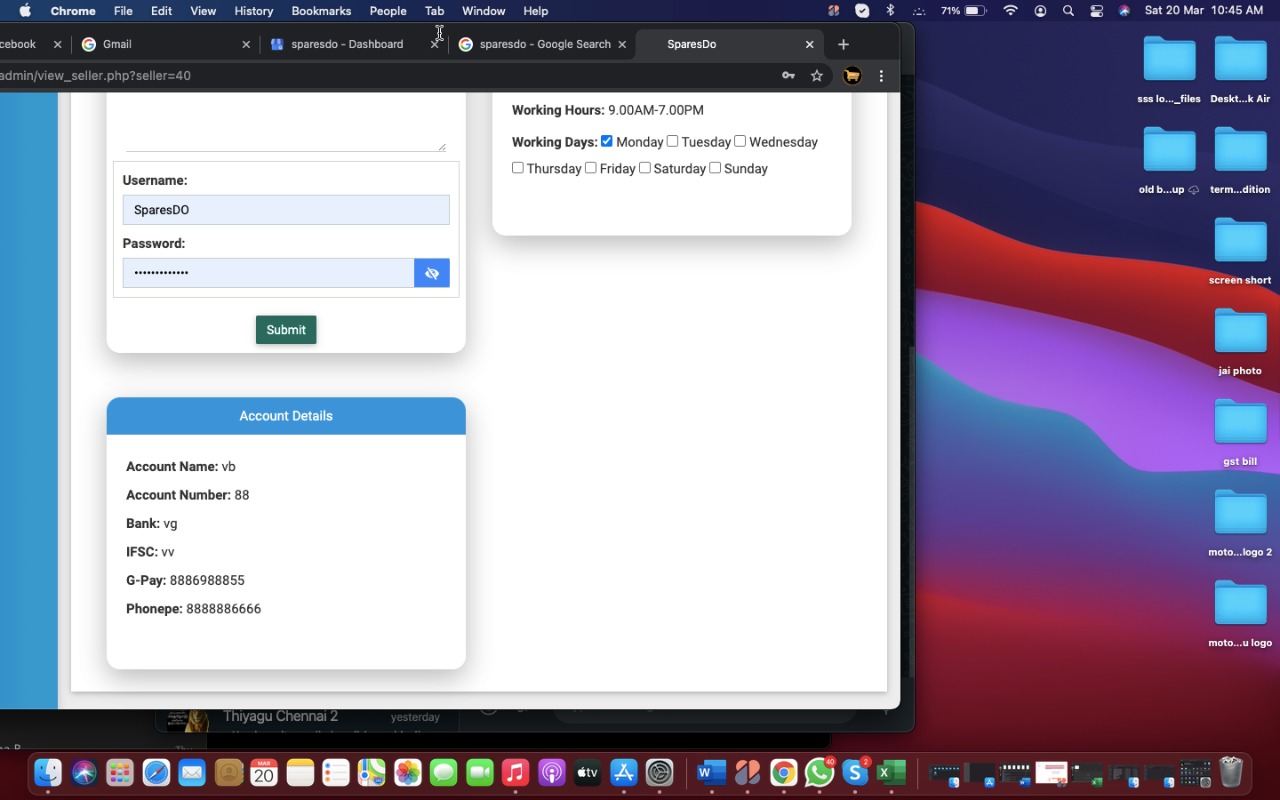 Chrome File Edit View History Bookmarks People Tab Window Help 71% Sat 20 Mar 10:45 AM
cebook Gmail sparesdo - Dashboard sparesdo - Google Search SparesDo
admin/view_seller.php?seller=40
Working Hours: 9.00AM-7.00PM
Working Days: Monday Tuesday Wednesday
Thursday Friday Saturday Sunday
Username:
SparesDO
Password:
•••••••••••••
Submit
Account Details
Account Name: vb
Account Number: 88
Bank: vg
IFSC: vv
G-Pay: 8886988855
Phonepe: 8888886666
Thiyagu Chennai 2 yesterday
sss lo..._files Deskt...k Air
old b...up term...dition
screen short
jai photo
gst bill
moto...logo 2
moto...u logo
MAR
20
tv
W
40
S
2
X